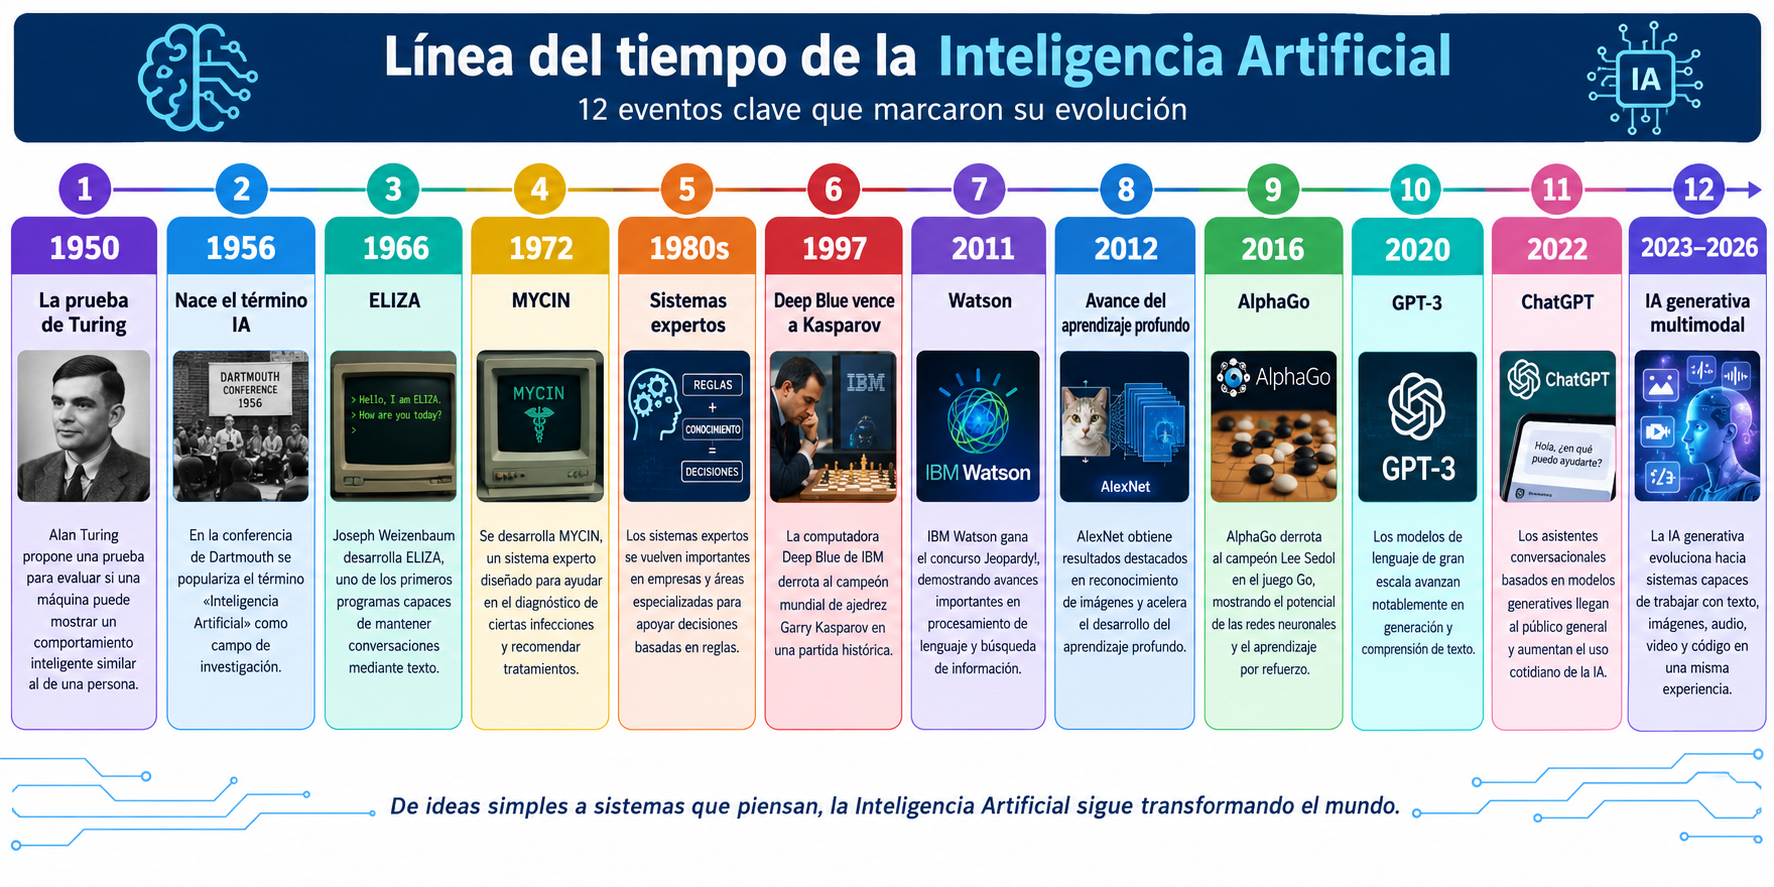 Línea del tiempo de la Inteligencia Artificial
12 eventos clave que marcaron su evolución
IA
1
1950
La prueba
de Turing
Alan Turing
propone una prueba
para evaluar si una
máquina puede
mostrar un
comportamiento
inteligente similar
al de una persona.
2
1956
Nace el término
IA
DARTMOUTH
CONFERENCE
1956
En la conferencia
de Dartmouth se
populariza el término
«Inteligencia
Artificial» como
campo de
investigación.
3
1966
ELIZA
> Hello, I am ELIZA.
> How are you today?
>
Joseph Weizenbaum
desarrolla ELIZA,
uno de los primeros
programas capaces
de mantener
conversaciones
mediante texto.
4
1972
MYCIN
MYCIN
Se desarrolla MYCIN,
un sistema experto
diseñado para ayudar
en el diagnóstico de
ciertas infecciones
y recomendar
tratamientos.
5
1980s
Sistemas
expertos
REGLAS
+
CONOCIMIENTO
=
DECISIONES
Los sistemas expertos
se vuelven importantes
en empresas y áreas
especializadas para
apoyar decisiones
basadas en reglas.
6
1997
Deep Blue vence
a Kasparov
IBM
La computadora
Deep Blue de IBM
derrota al campeón
mundial de ajedrez
Garry Kasparov en
una partida histórica.
7
2011
Watson
IBM Watson
IBM Watson gana
el concurso Jeopardy!,
demostrando avances
importantes en
procesamiento de
lenguaje y búsqueda
de información.
8
2012
Avance del
aprendizaje profundo
AlexNet
AlexNet obtiene
resultados destacados
en reconocimiento
de imágenes y acelera
el desarrollo del
aprendizaje profundo.
9
2016
AlphaGo
AlphaGo
AlphaGo derrota
al campeón Lee Sedol
en el juego Go,
mostrando el potencial
de las redes neuronales
y el aprendizaje
por refuerzo.
10
2020
GPT-3
GPT-3
Los modelos de
lenguaje de gran
escala avanzan
notablemente en
generación y
comprensión de texto.
11
2022
ChatGPT
ChatGPT
Hola, ¿en qué
puedo ayudarte?
Los asistentes
conversacionales
basados en modelos
generativos llegan
al público general
y aumentan el uso
cotidiano de la IA.
12
2023–2026
IA generativa
multimodal
La IA generativa
evoluciona hacia
sistemas capaces
de trabajar con texto,
imágenes, audio,
video y código en
una misma
experiencia.
De ideas simples a sistemas que piensan, la Inteligencia Artificial sigue transformando el mundo.